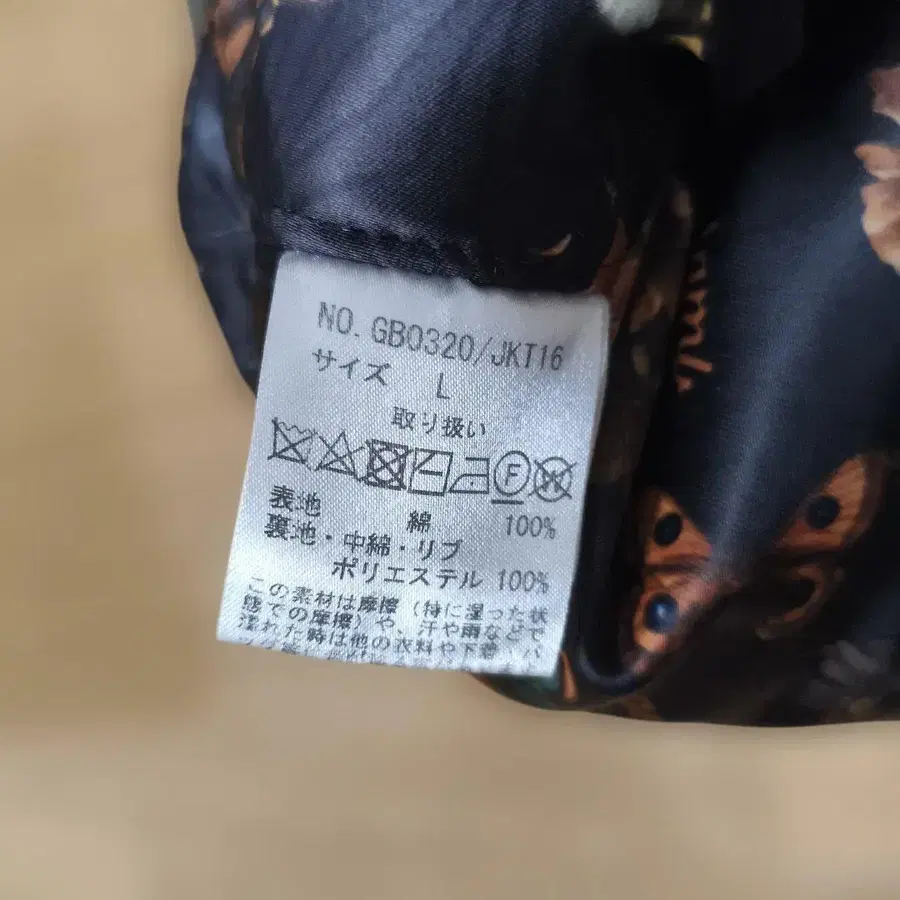 NO. GB0320/JKT16
サイズ L
取り扱い
F W
表地 綿 100%
裏地・中綿・リブ
ポリエステル 100%
この素材は摩擦（特に湿った状
態での摩擦）や、汗や雨などで
濡れた時は他の衣料や下着、バ